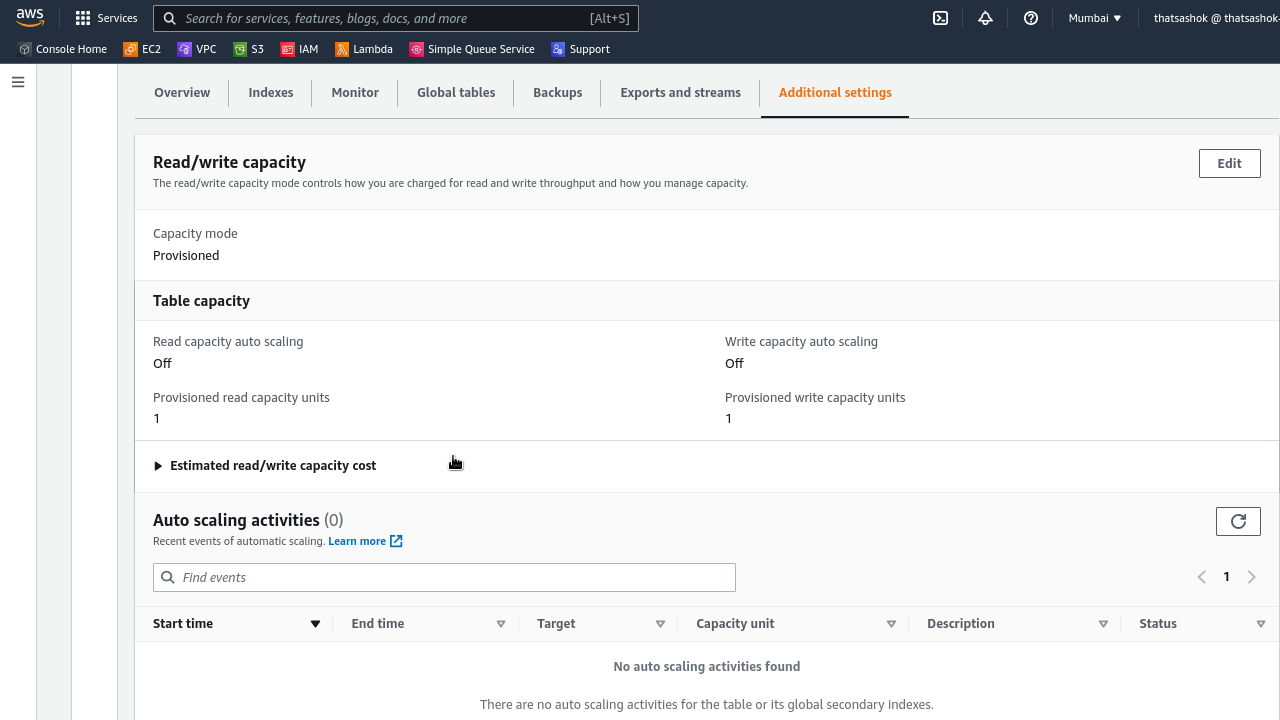 aws
Services
Search for services, features, blogs, docs, and more
[Alt+S]
Mumbai
thatsashok @ thatsashok-
Console Home
EC2
VPC
S3
IAM
Lambda
Simple Queue Service
Support
Overview
Indexes
Monitor
Global tables
Backups
Exports and streams
Additional settings
Read/write capacity
Edit
The read/write capacity mode controls how you are charged for read and write throughput and how you manage capacity.
Capacity mode
Provisioned
Table capacity
Read capacity auto scaling
Off
Write capacity auto scaling
Off
Provisioned read capacity units
1
Provisioned write capacity units
1
Estimated read/write capacity cost
Auto scaling activities (0)
Recent events of automatic scaling. Learn more
Find events
1
Start time
End time
Target
Capacity unit
Description
Status
No auto scaling activities found
There are no auto scaling activities for the table or its global secondary indexes.